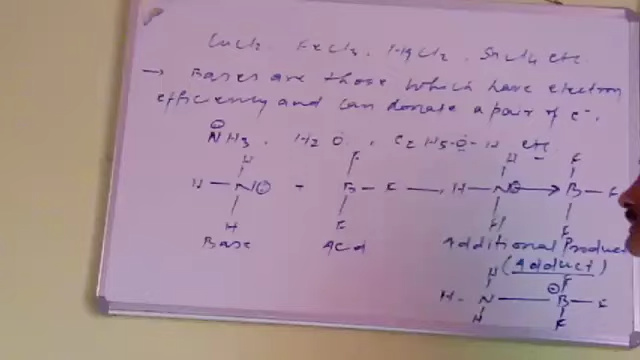 CuCl2, FeCl3, HgCl2, SnCl4 etc.
→ Bases are those which have electron
efficiency and can donate a pair of e-.
NH3, H2O, C2H5-O-H etc.
H F H F
H — N + B — F → H — N → B — F
H F H F
Base Acid Additional Product
(Adduct)
H F
H - N — B — F
H F